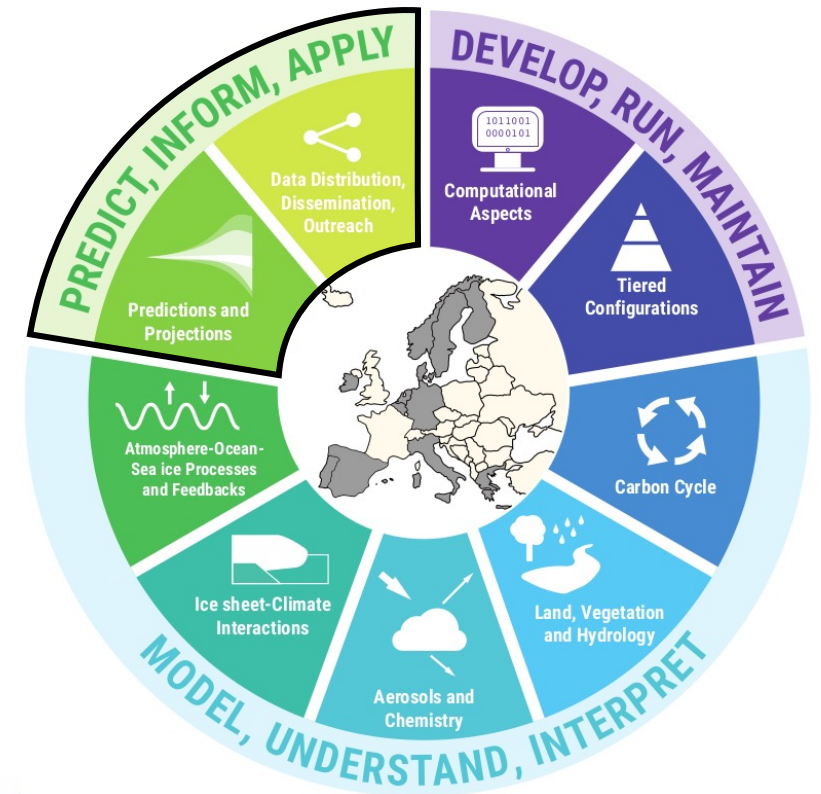 PREDICT, INFORM, APPLY
DEVELOP, RUN, MAINTAIN
Data Distribution,
Dissemination,
Outreach
1011001
0000101
Computational
Aspects
Predictions and
Projections
Tiered
Configurations
Atmosphere-Ocean-
Sea ice Processes
and Feedbacks
Carbon Cycle
Ice sheet-Climate
Interactions
Land, Vegetation
and Hydrology
Aerosols and
Chemistry
MODEL, UNDERSTAND, INTERPRET